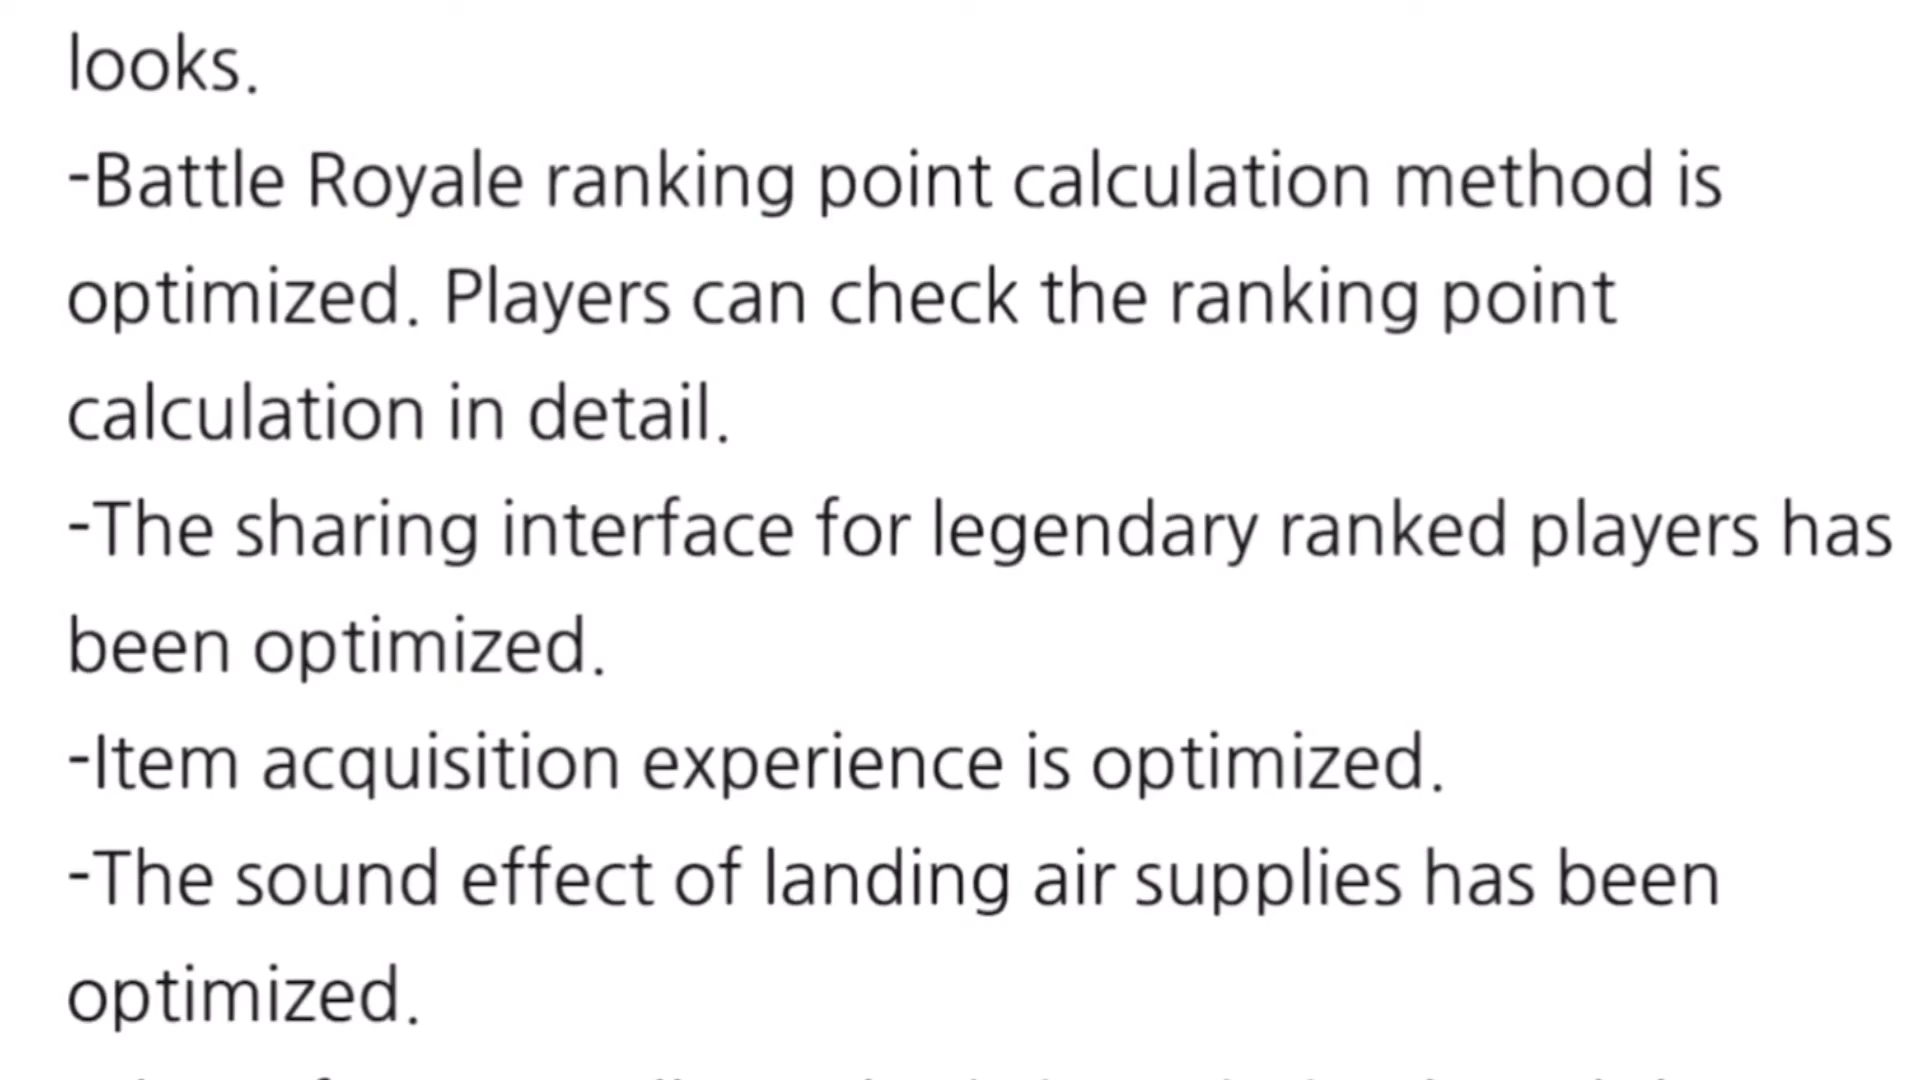 looks.
-Battle Royale ranking point calculation method is
optimized. Players can check the ranking point
calculation in detail.
-The sharing interface for legendary ranked players has
been optimized.
-Item acquisition experience is optimized.
-The sound effect of landing air supplies has been
optimized.